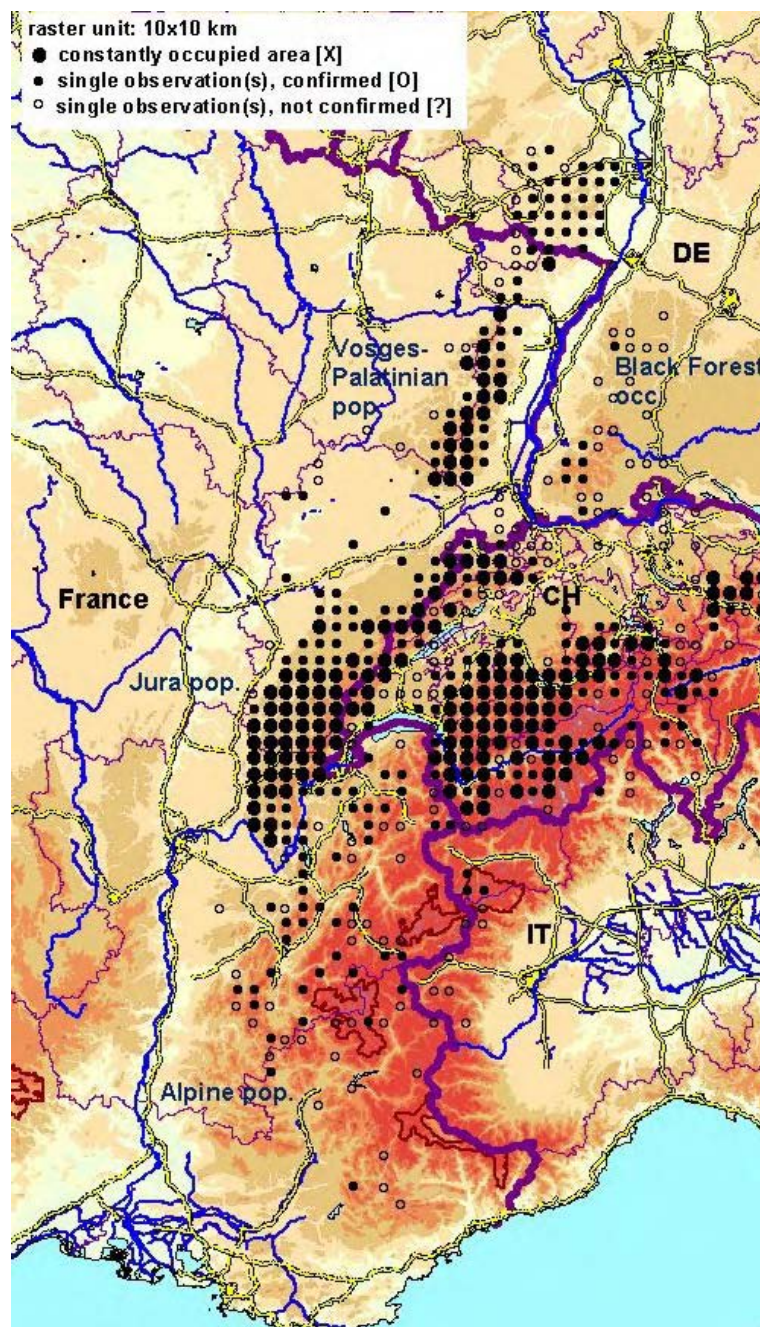 raster unit: 10x10 km
constantly occupied area [X]
single observation(s), confirmed [O]
single observation(s), not confirmed [?]
DE
Vosges-
Palatinian
pop.
Black Forest
occ.
France
CH
Jura pop.
IT
Alpine pop.